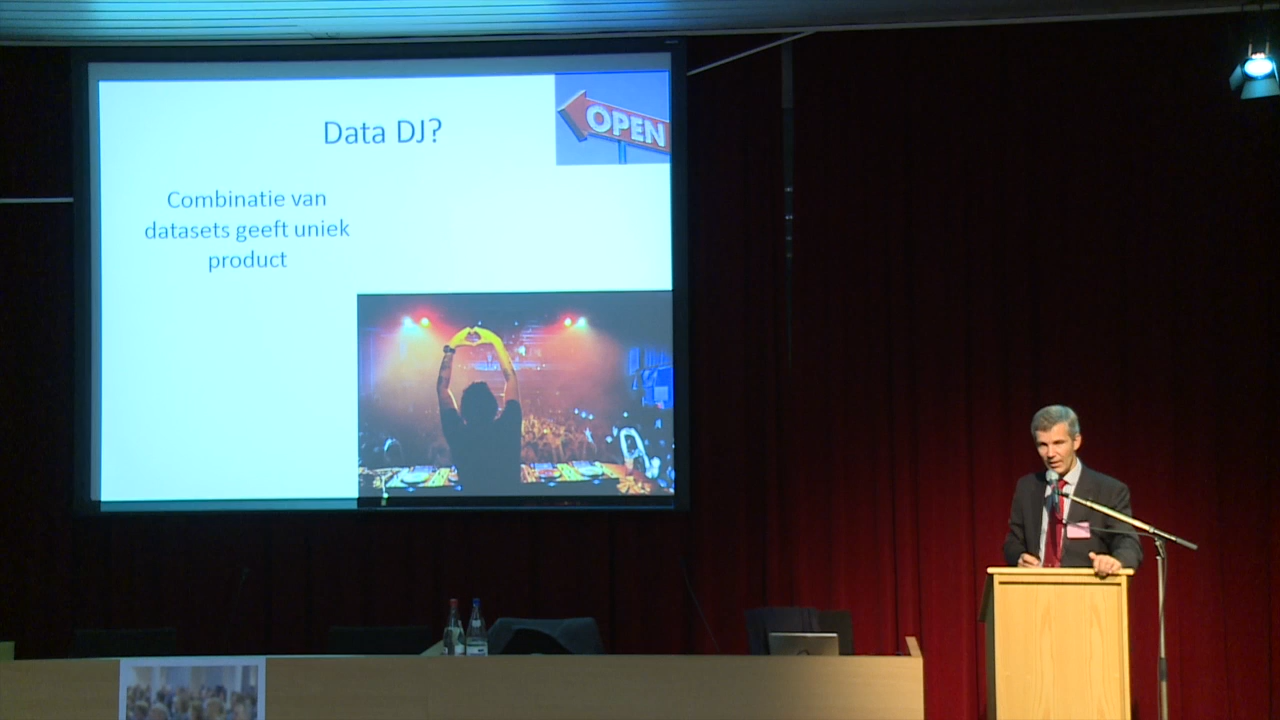 Data DJ?
OPEN
Combinatie van
datasets geeft uniek
product